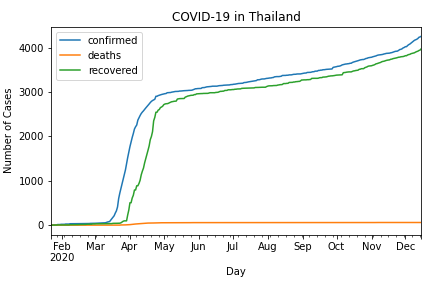 COVID-19 in Thailand
confirmed
deaths
recovered
Number of Cases
4000
3000
2000
1000
0
Feb Mar Apr May Jun Jul Aug Sep Oct Nov Dec
2020
Day